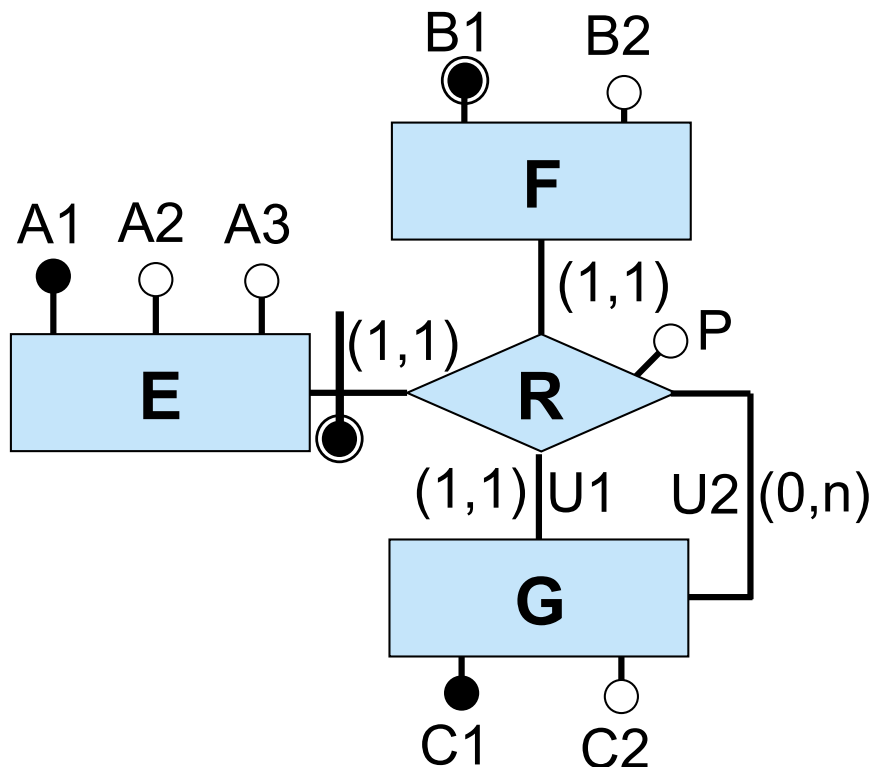 B1 B2
F
A1 A2 A3
(1,1)
(1,1) P
E R
(1,1) U1 U2 (0,n)
G
C1 C2